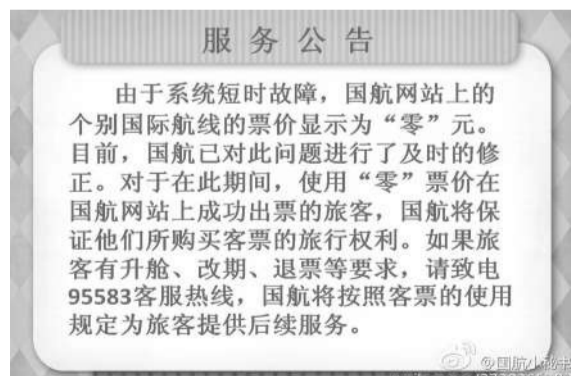 服务公告
由于系统短时故障，国航网站上的
个别国际航线的票价显示为“零”元。
目前，国航已对此问题进行了及时的修
正。对于在此期间，使用“零”票价在
国航网站上成功出票的旅客，国航将保
证他们所购买客票的旅行权利。如果旅
客有升舱、改期、退票等要求，请致电
95583客服热线，国航将按照客票的使用
规定为旅客提供后续服务。
@国航小秘书